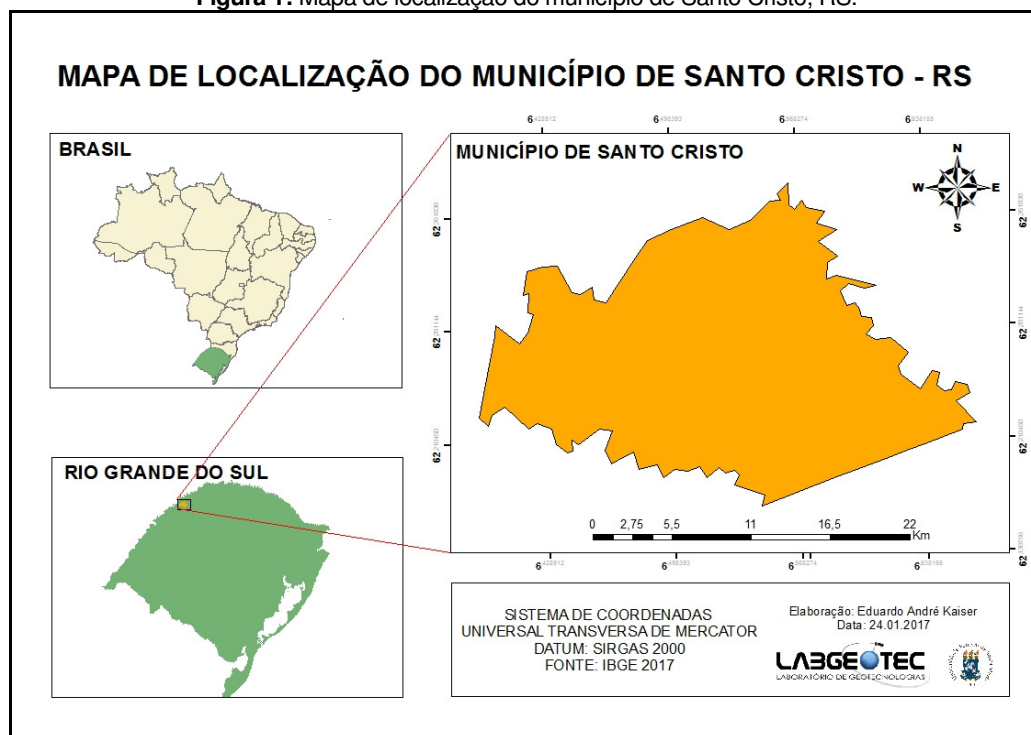 Figura 1: Mapa de localização do município de Santo Cristo, RS.
MAPA DE LOCALIZAÇÃO DO MUNICÍPIO DE SANTO CRISTO - RS
BRASIL
MUNICÍPIO DE SANTO CRISTO
N
W
E
S
RIO GRANDE DO SUL
0 2,75 5,5 11 16,5 22
Km
SISTEMA DE COORDENADAS
UNIVERSAL TRANSVERSA DE MERCATOR
DATUM: SIRGAS 2000
FONTE: IBGE 2017
Elaboração: Eduardo André Kaiser
Data: 24.01.2017
LABGEOTEC
LABORATÓRIO DE GEOTECNOLOGIAS